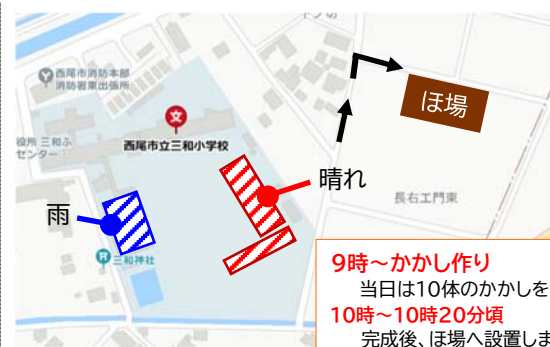 西尾市消防本部
消防署東出張所
西尾市立三和小学校
役所 三和ふ
センター
ほ場
晴れ
長右エ門東
雨
三和神社
9時～かかし作り
当日は10体のかかしを
10時～10時20分頃
完成後、ほ場へ設置しま